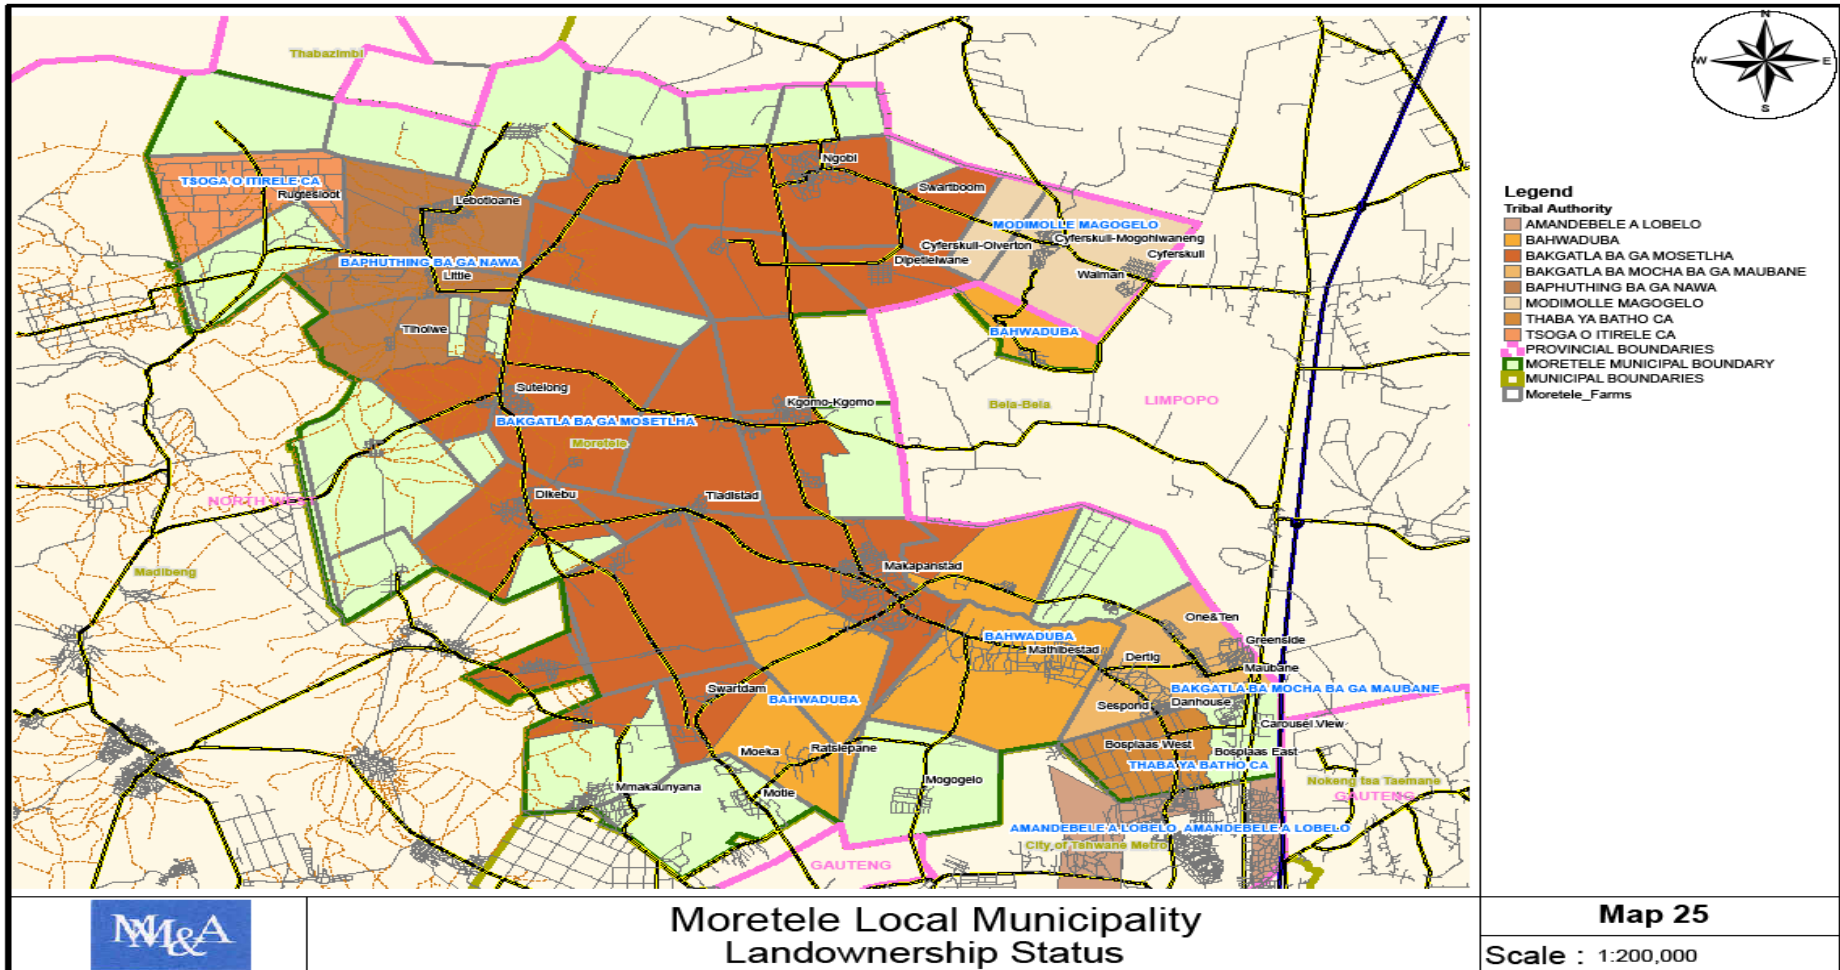 N
W
E
S
Thabazimbi
Ngobi
TSOGA O ITIRELE CA
Rugtesloot
Swartboom
Lebotloane
MODIMOLLE MAGOGELO
Cyferskull-Mogohlwaneng
Cyferskull-Olverton
Cyferskull
BAPHUTHING BA GA NAWA
Dipetlelwane
Little
Walman
Tlholwe
BAHWADUBA
Sutelong
Kgomo-Kgomo
Bela-Bela
LIMPOPO
BAKGATLA BA GA MOSETLHA
Moretele
NORTH WEST
Dikebu
Tladistad
Makapanstad
Madibeng
One&Ten
BAHWADUBA
Greenside
Mathibestad
Dertig
Maubane
Swartdam
BAKGATLA BA MOCHA BA GA MAUBANE
BAHWADUBA
Sespond
Danhouse
Carousel View
Moeka
Ratsiepane
Bosplaas West
Bosplaas East
THABA YA BATHO CA
Mogogelo
Nokeng tsa Taemane
Mmakaunyana
Motle
GAUTENG
AMANDEBELE A LOBELO
AMANDEBELE A LOBELO
City of Tshwane Metro
GAUTENG
Legend
Tribal Authority
AMANDEBELE A LOBELO
BAHWADUBA
BAKGATLA BA GA MOSETLHA
BAKGATLA BA MOCHA BA GA MAUBANE
BAPHUTHING BA GA NAWA
MODIMOLLE MAGOGELO
THABA YA BATHO CA
TSOGA O ITIRELE CA
PROVINCIAL BOUNDARIES
MORETELE MUNICIPAL BOUNDARY
MUNICIPAL BOUNDARIES
Moretele_Farms
NM&A
Moretele Local Municipality
Landownership Status
Map 25
Scale : 1:200,000